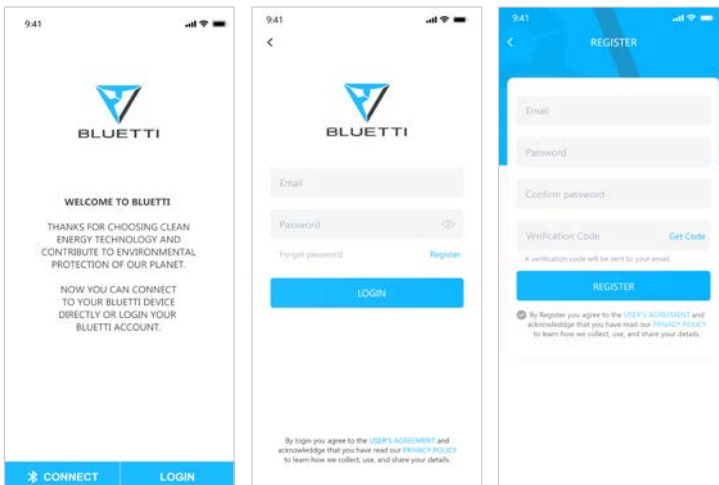 9:41
BLUETTI
WELCOME TO BLUETTI
THANKS FOR CHOOSING CLEAN
ENERGY TECHNOLOGY AND
CONTRIBUTE TO ENVIRONMENTAL
PROTECTION OF OUR PLANET.
NOW YOU CAN CONNECT
TO YOUR BLUETTI DEVICE
DIRECTLY OR LOGIN YOUR
BLUETTI ACCOUNT.
CONNECT LOGIN
9:41
BLUETTI
Email
Password
Forget password Register
LOGIN
By login you agree to the USER'S AGREEMENT and
acknowleddge that you have read our PRIVACY POLICY
to learn how we collect, use, and share your details.
9:41
REGISTER
Email
Password
Confirm password
Verification Code Get Code
A verification code will be sent to your email.
REGISTER
By Register you agree to the USER'S AGREEMENT and
acknowleddge that you have read our PRIVACY POLICY
to learn how we collect, use, and share your details.